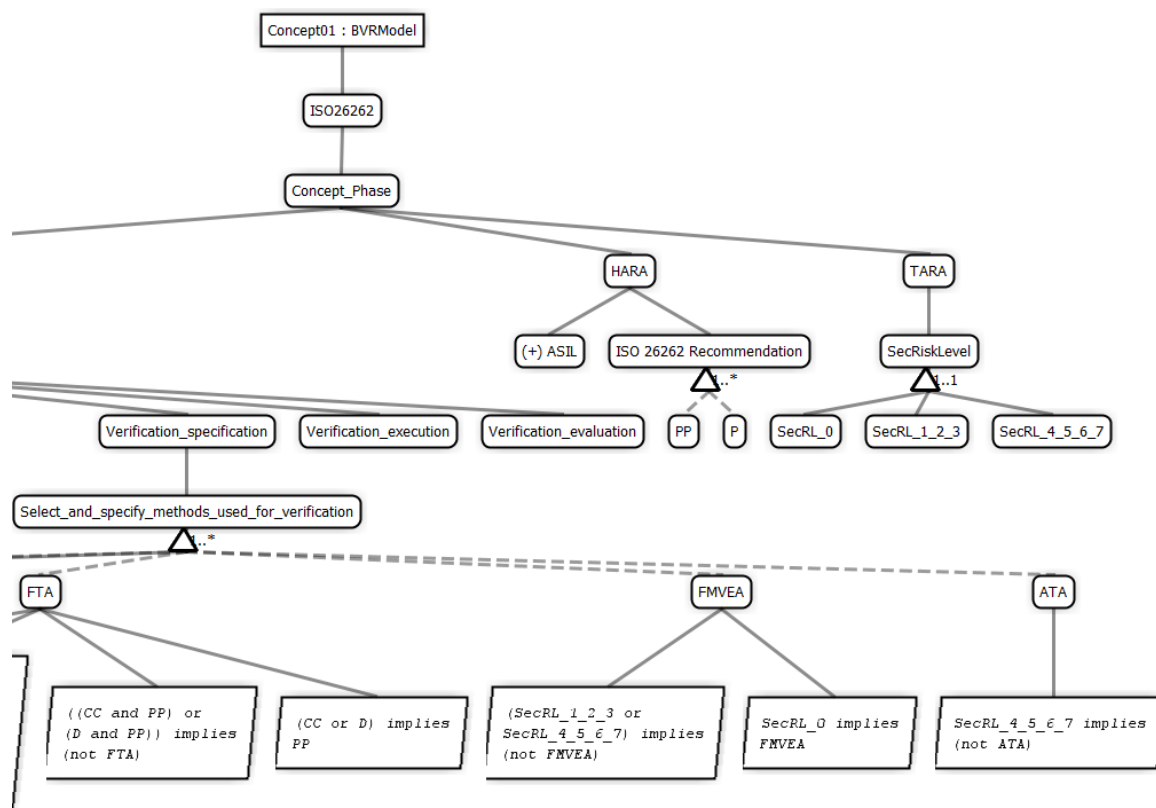 Concept01 : BVRModel
ISO26262
Concept_Phase
HARA
TARA
(+) ASIL
ISO 26262 Recommendation
SecRiskLevel
1..*
1..1
Verification_specification
Verification_execution
Verification_evaluation
PP
P
SecRL_0
SecRL_1_2_3
SecRL_4_5_6_7
Select_and_specify_methods_used_for_verification
1..*
FTA
FMVEA
ATA
((CC and PP) or
(D and PP)) implies
(not FTA)
(CC or D) implies
PP
(SecRL_1_2_3 or
SecRL_4_5_6_7) implies
(not FMVEA)
SecRL_0 implies
FMVEA
SecRL_4_5_6_7 implies
(not ATA)